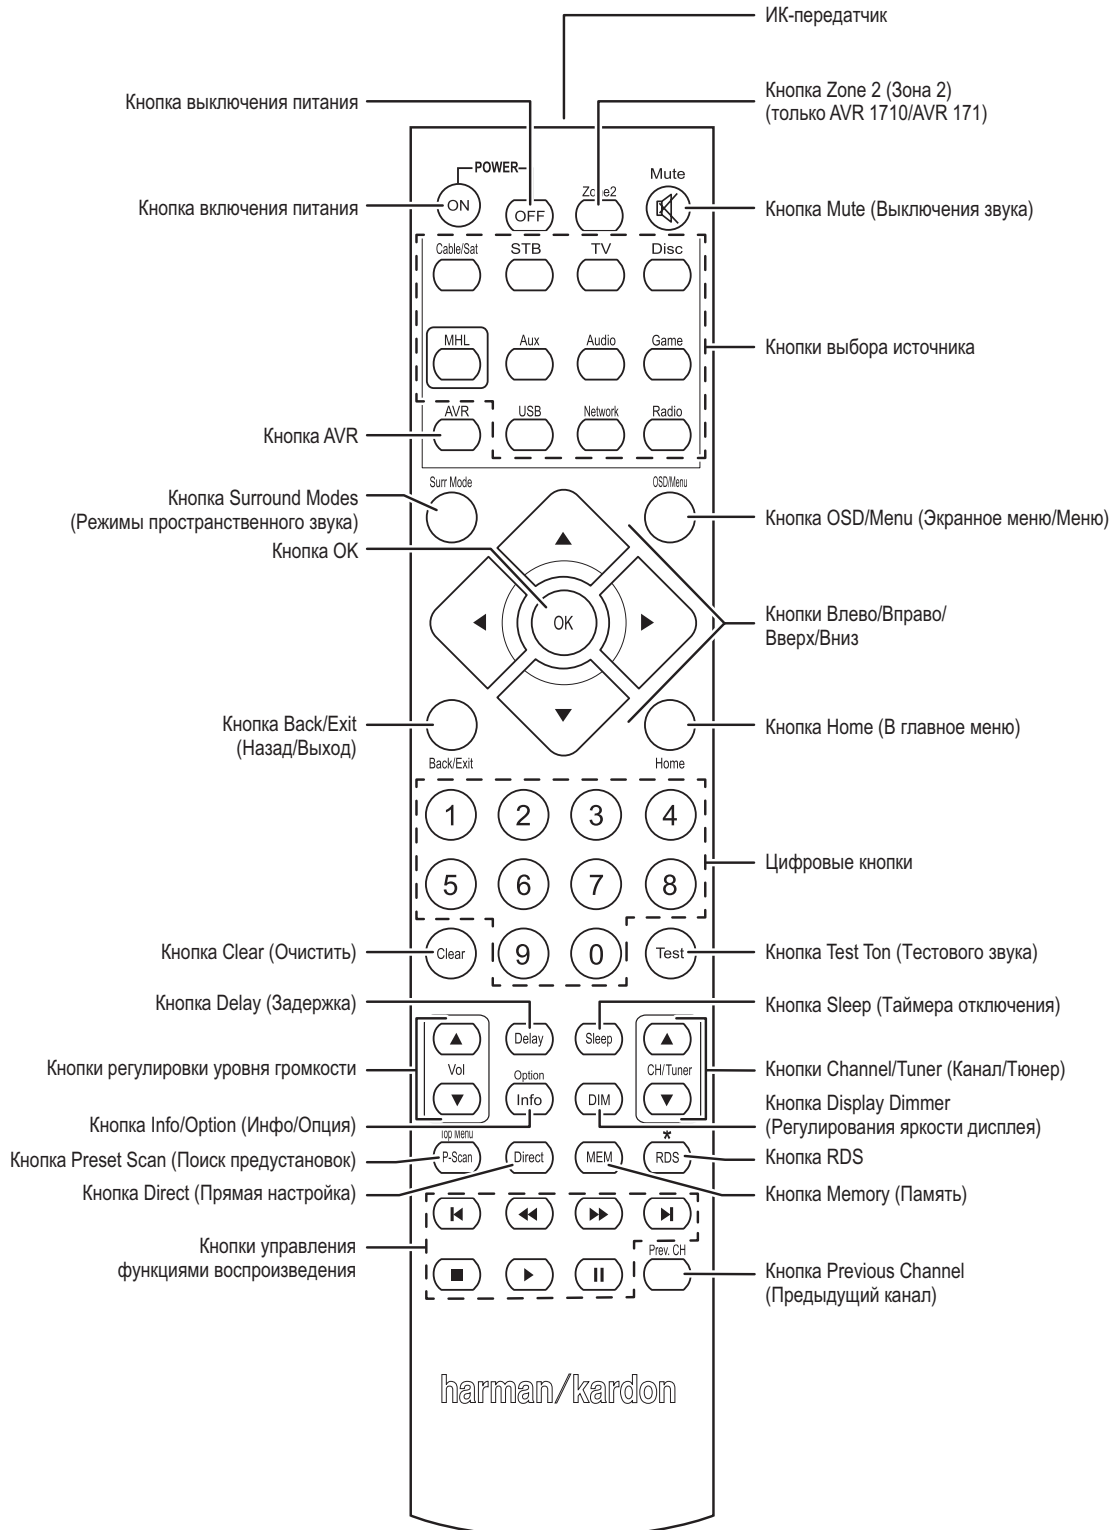 ИК-передатчик
Кнопка выключения питания
Кнопка Zone 2 (Зона 2)
(только AVR 1710/AVR 171)
POWER
Mute
Zone2
Кнопка включения питания
ON
OFF
Кнопка Mute (Выключения звука)
Cable/Sat
STB
TV
Disc
MHL
Aux
Audio
Game
Кнопки выбора источника
AVR
USB
Network
Radio
Кнопка AVR
Surr Mode
OSD/Menu
Кнопка Surround Modes
(Режимы пространственного звука)
Кнопка OSD/Menu (Экранное меню/Меню)
Кнопка OK
OK
Кнопки Влево/Вправо/
Вверх/Вниз
Кнопка Back/Exit
(Назад/Выход)
Кнопка Home (В главное меню)
Back/Exit
Home
1
2
3
4
Цифровые кнопки
5
6
7
8
Кнопка Clear (Очистить)
Clear
9
0
Test
Кнопка Test Ton (Тестового звука)
Кнопка Delay (Задержка)
Кнопка Sleep (Таймера отключения)
Delay
Sleep
Кнопки регулировки уровня громкости
Vol
CH/Tuner
Кнопки Channel/Tuner (Канал/Тюнер)
Option
Info
DIM
Кнопка Display Dimmer
(Регулирования яркости дисплея)
Кнопка Info/Option (Инфо/Опция)
Top Menu
*
Кнопка Preset Scan (Поиск предустановок)
P-Scan
Direct
MEM
RDS
Кнопка RDS
Кнопка Direct (Прямая настройка)
Кнопка Memory (Память)
Кнопки управления
функциями воспроизведения
Prev. CH
Кнопка Previous Channel
(Предыдущий канал)
harman/kardon